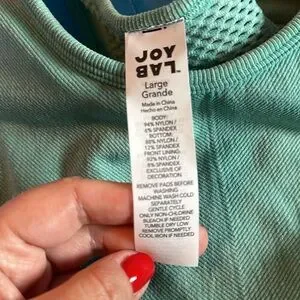 JOY
LAB
Large
Grande
Made in China
Hecho en China
BODY:
94% NYLON /
6% SPANDEX
BOTTOM:
88% NYLON /
12% SPANDEX
FRONT LINING:
92% NYLON /
8% SPANDEX
EXCLUSIVE OF
DECORATION
REMOVE PADS BEFORE
WASHING
MACHINE WASH COLD
SEPARATELY
GENTLE CYCLE
ONLY NON-CHLORINE
BLEACH IF NEEDED
TUMBLE DRY LOW
REMOVE PROMPTLY
COOL IRON IF NEEDED